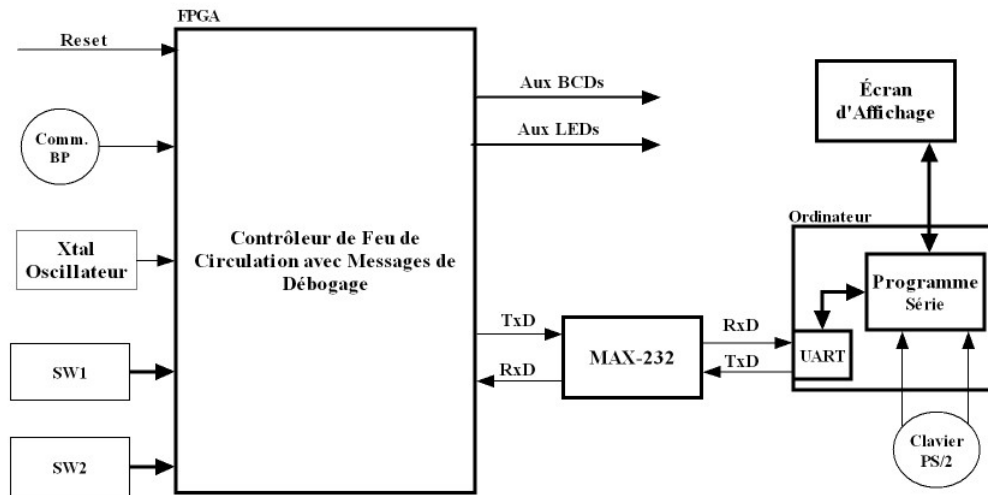 FPGA
Reset
Comm.
BP
Xtal
Oscillateur
SW1
SW2
Contrôleur de Feu de
Circulation avec Messages de
Débogage
Aux BCDs
Aux LEDs
TxD
RxD
MAX-232
RxD
TxD
Écran
d'Affichage
Ordinateur
Programme
Série
UART
Clavier
PS/2